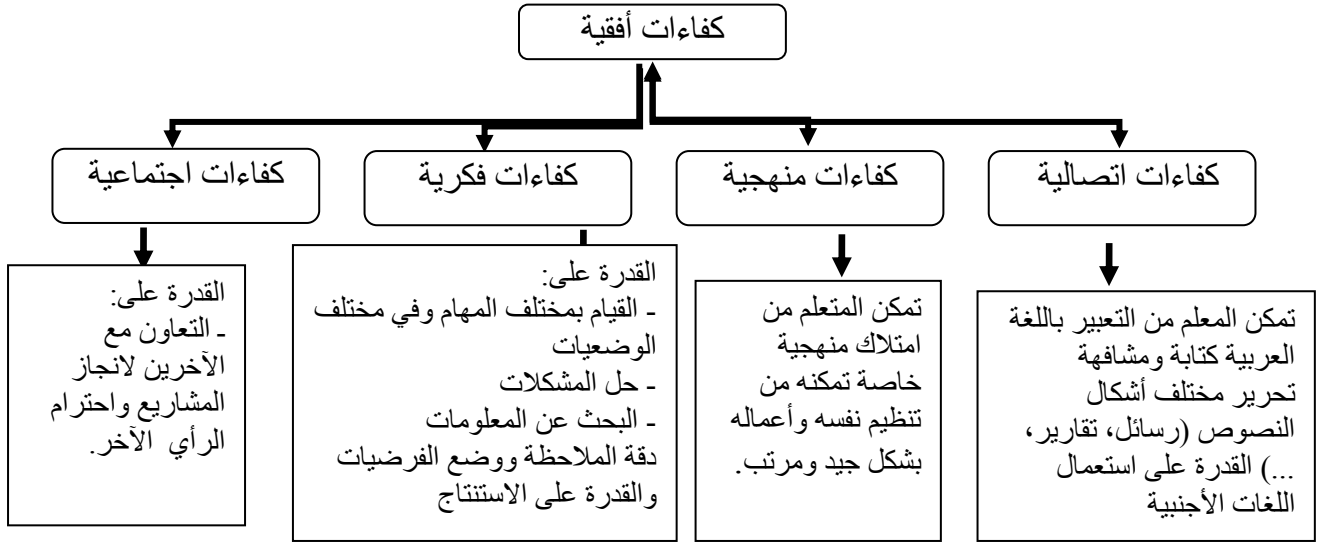 كفاءات أفقية
كفاءات اتصالية
كفاءات منهجية
كفاءات فكرية
كفاءات اجتماعية
تمكن المعلم من التعبير باللغة
العربية كتابة ومشافهة
تحرير مختلف أشكال
النصوص (رسائل، تقارير،
...) القدرة على استعمال
اللغات الأجنبية
تمكن المتعلم من
امتلاك منهجية
خاصة تمكنه من
تنظيم نفسه وأعماله
بشكل جيد ومرتب.
القدرة على:
- القيام بمختلف المهام وفي مختلف
الوضعيات
- حل المشكلات
- البحث عن المعلومات
دقة الملاحظة ووضع الفرضيات
والقدرة على الاستنتاج
القدرة على:
- التعاون مع
الآخرين لانجاز
المشاريع واحترام
الرأي الآخر.